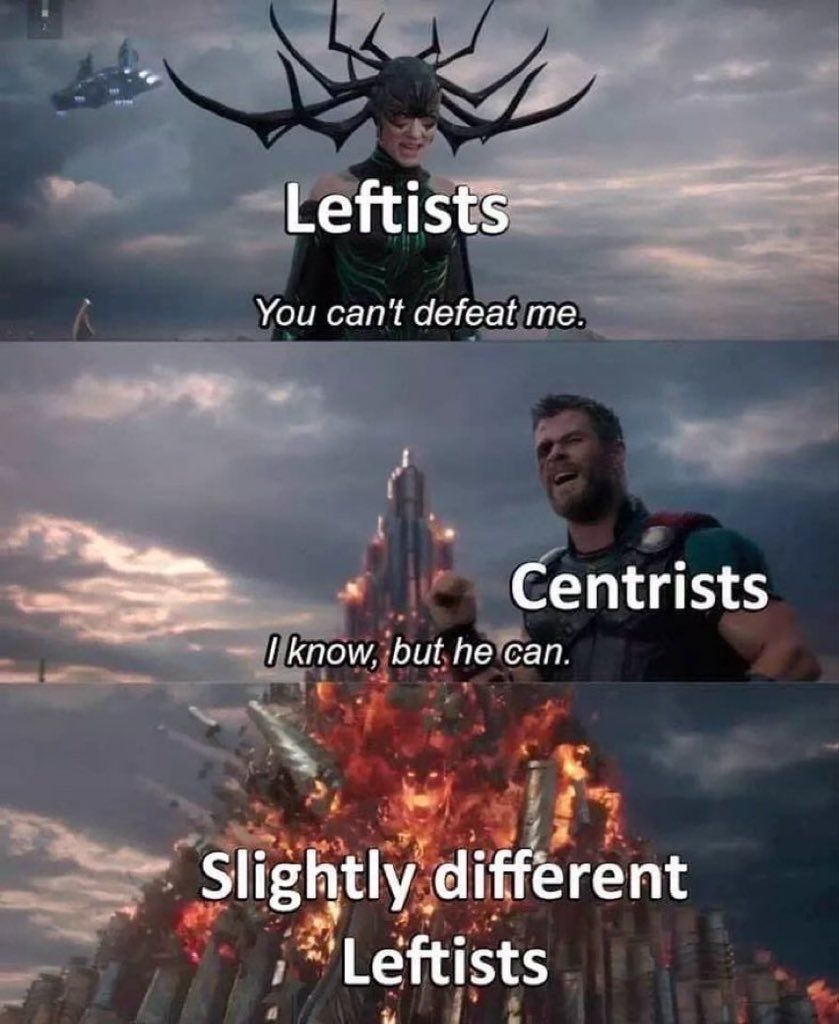 Leftists
You can't defeat me.
Centrists
I know, but he can.
Slightly different
Leftists